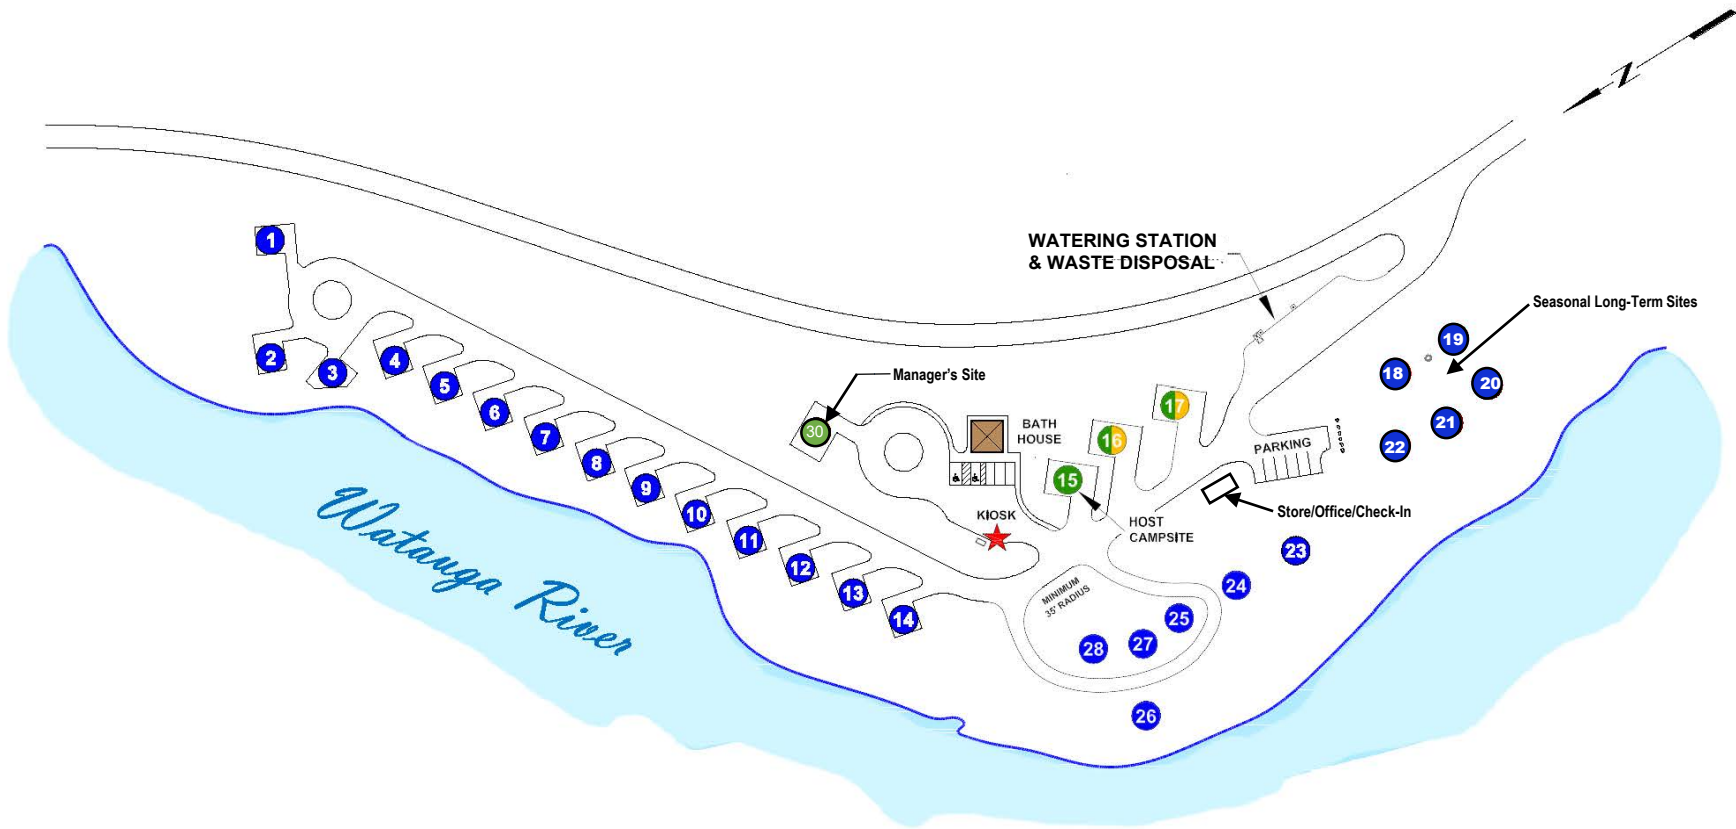 N
WATERING STATION
& WASTE DISPOSAL
Seasonal Long-Term Sites
1
2
3
4
5
6
7
8
9
10
11
12
13
14
Manager's Site
30
BATH
HOUSE
17
16
15
19
18
20
21
22
PARKING
Store/Office/Check-In
KIOSK
HOST
CAMPSITE
MINIMUM
35' RADIUS
23
24
25
27
28
26
Watauga River